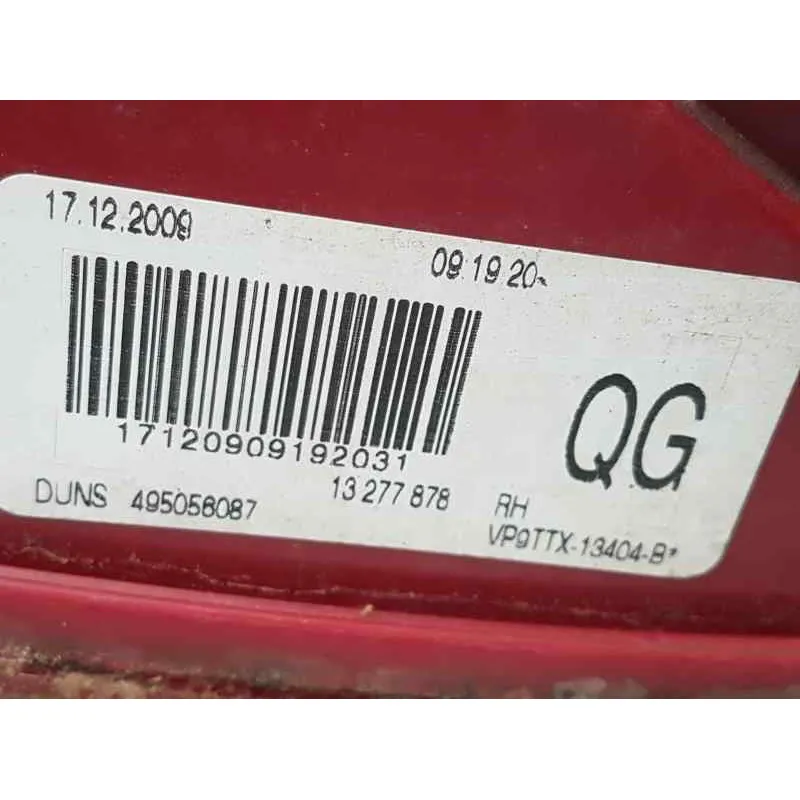 17.12.2009
09 19 20
QG
17120909192031
DUNS 495056087
13 277 878
RH
VP9TTX-13404-B*